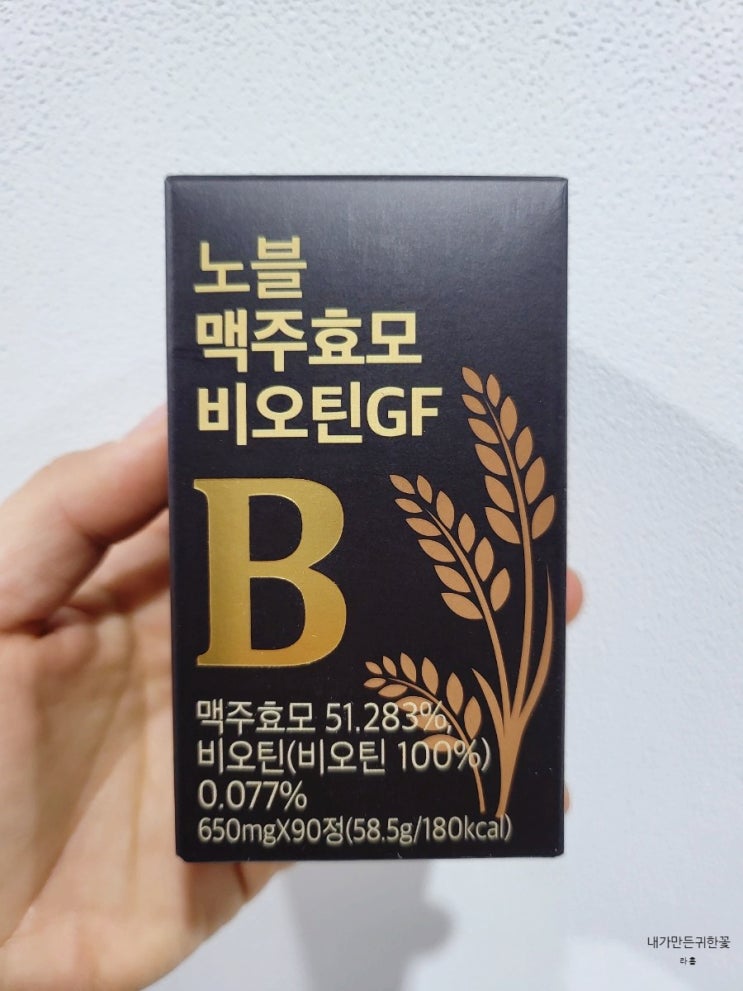 노블
맥주효모
비오틴GF
B
맥주효모 51.283%,
비오틴(비오틴 100%)
0.077%
650mgX90정(58.5g/180kcal)
내가만든귀한꽃
라흠